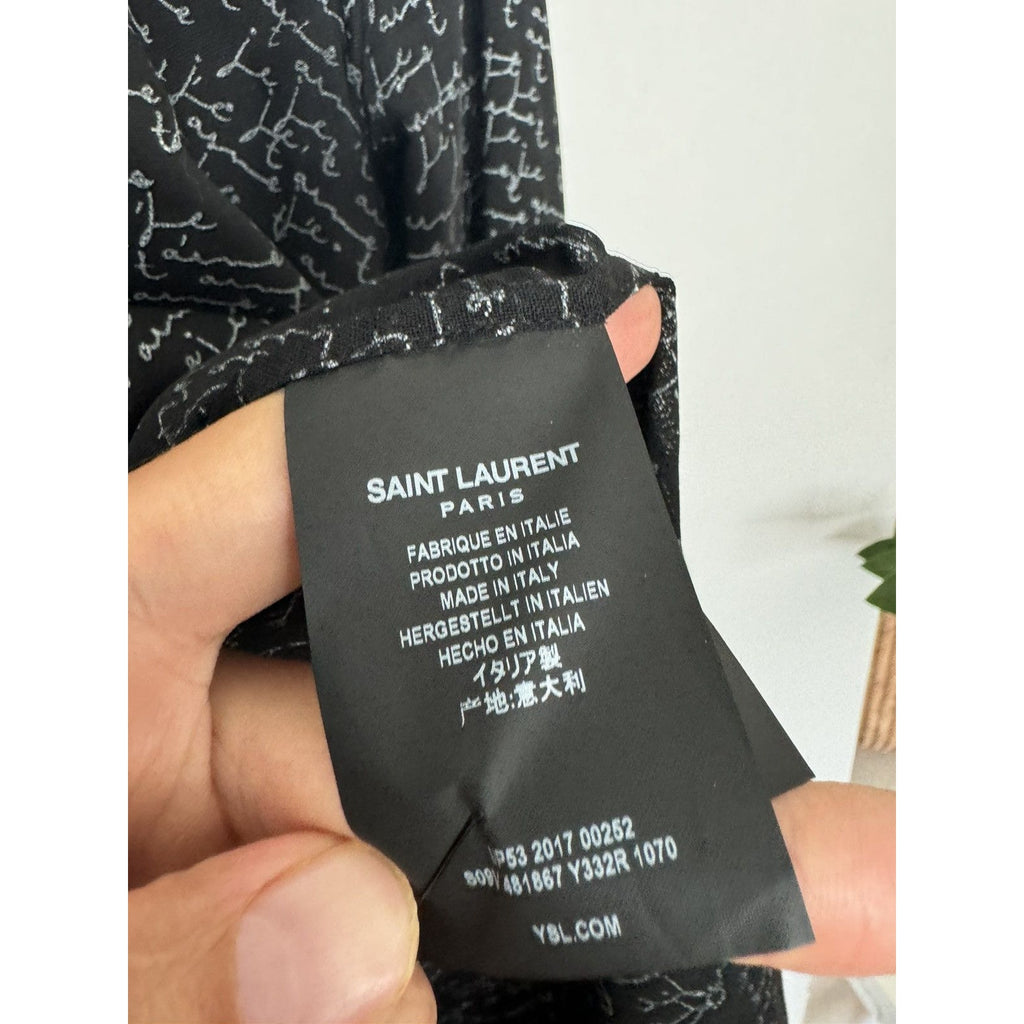 SAINT LAURENT
PARIS
FABRIQUE EN ITALIE
PRODOTTO IN ITALIA
MADE IN ITALY
HERGESTELLT IN ITALIEN
HECHO EN ITALIA
イタリア製
产地:意大利
2017 00252
481867 Y332R 1070
YSL.COM